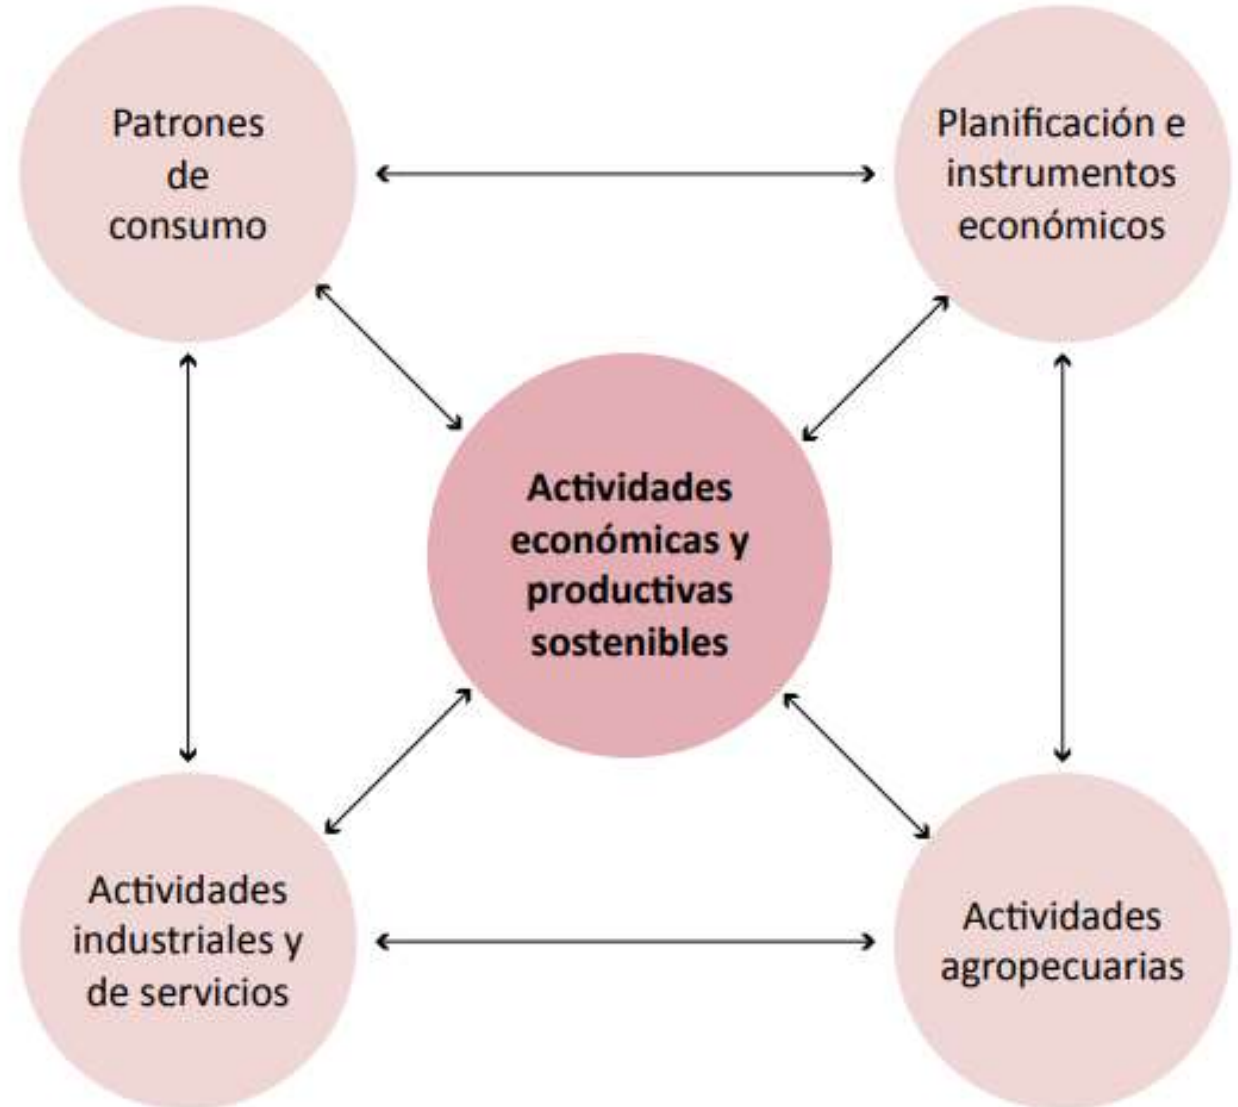 Patrones
de
consumo
Planificación e
instrumentos
económicos
Actividades
económicas y
productivas
sostenibles
Actividades
industriales y
de servicios
Actividades
agropecuarias